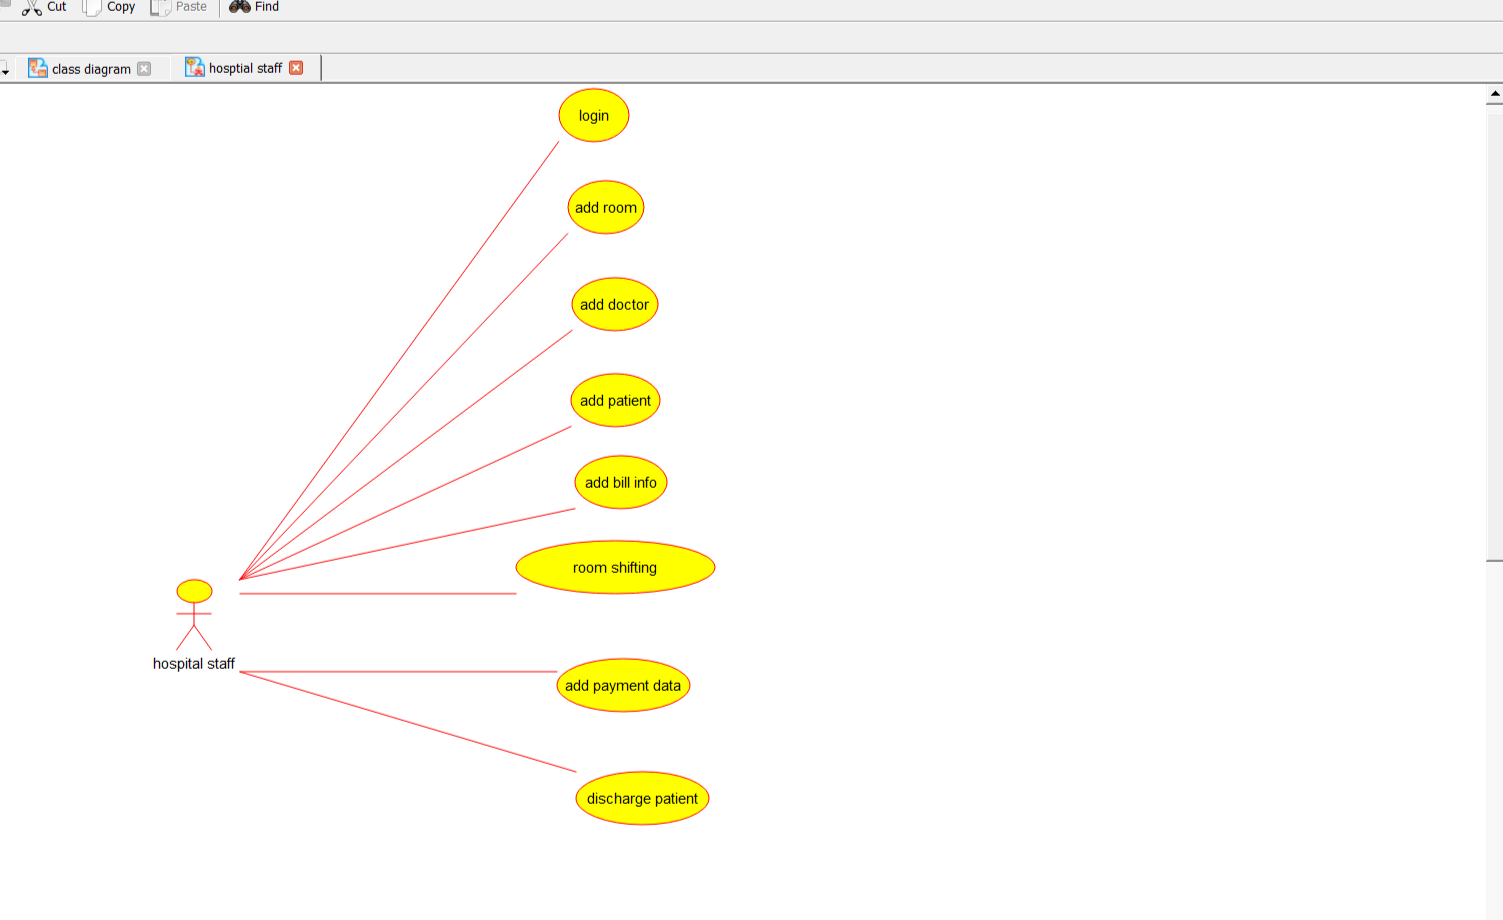 Cut Copy Paste Find
class diagram hosptial staff
login
add room
add doctor
add patient
add bill info
room shifting
hospital staff
add payment data
discharge patient